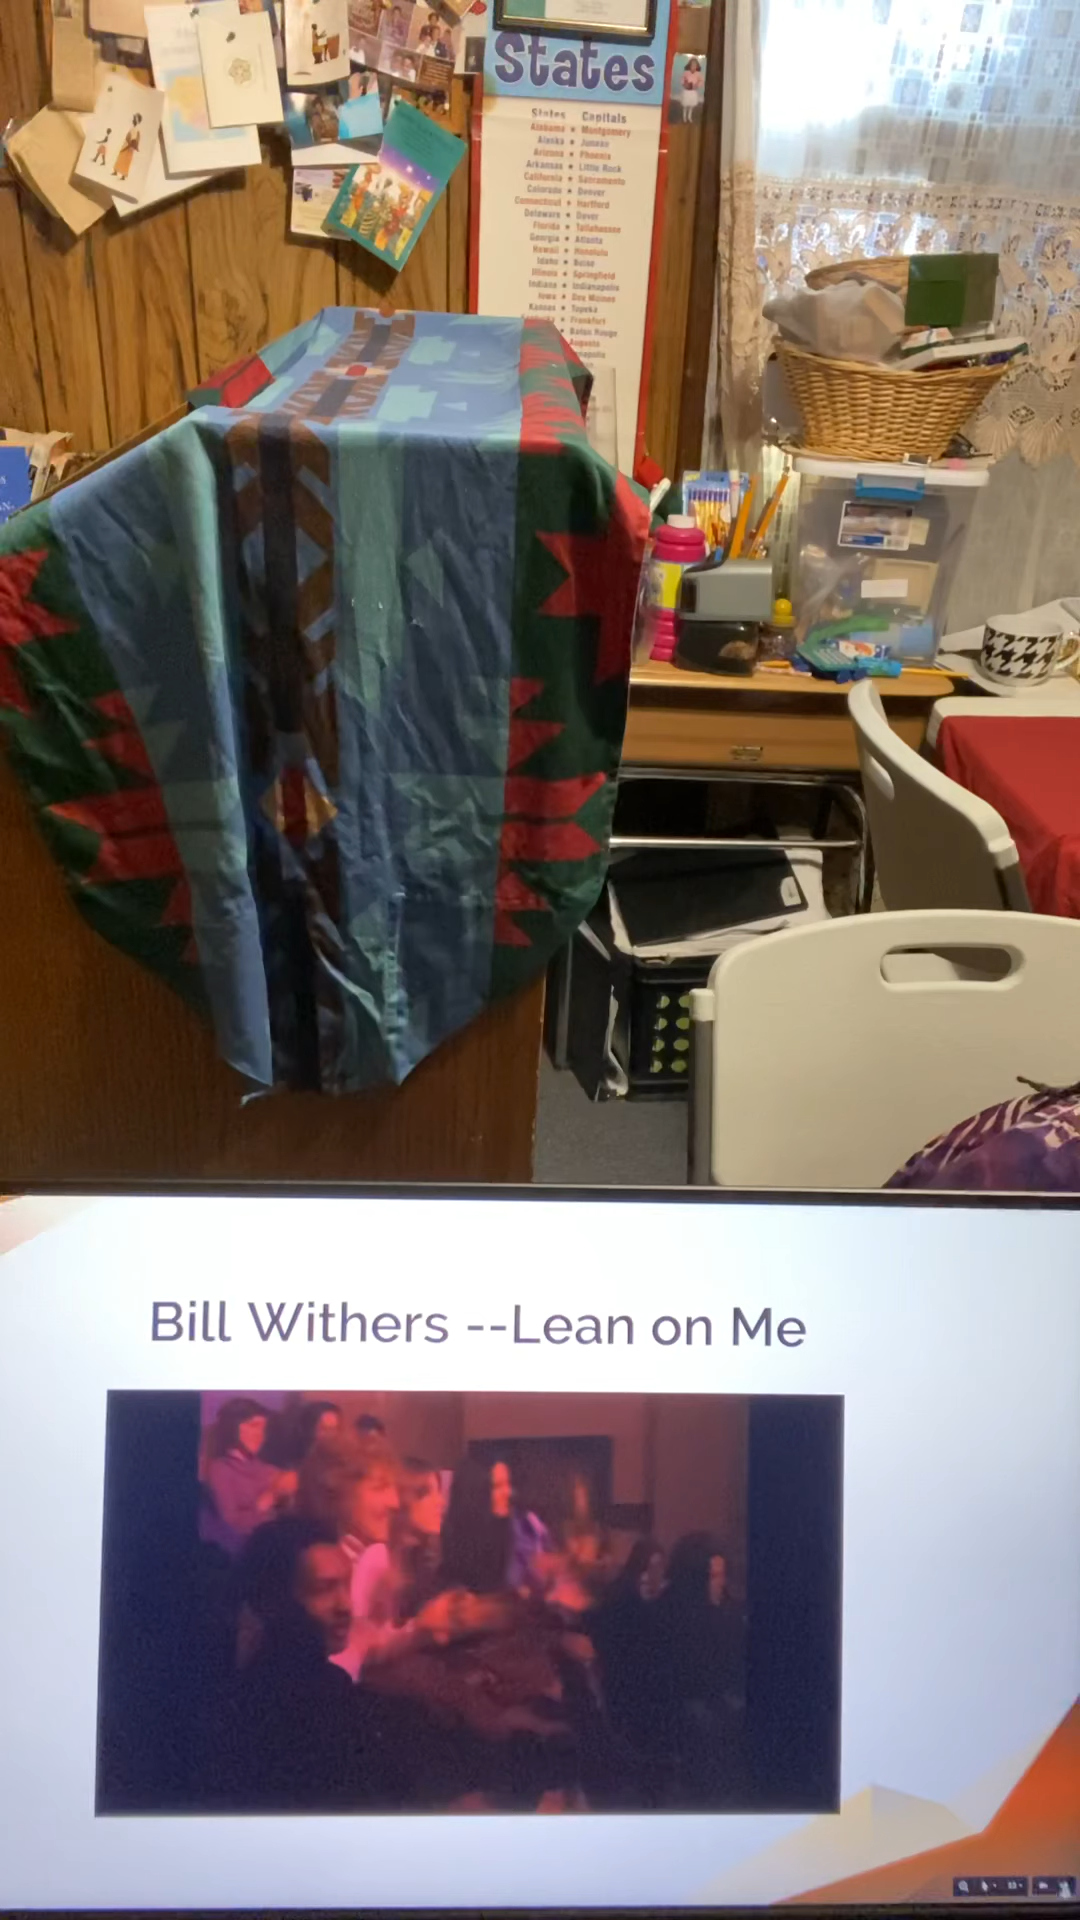 States
States Capitals
Alabama ★ Montgomery
Alaska ★ Juneau
Arizona ★ Phoenix
Arkansas ★ Little Rock
California ★ Sacramento
Colorado ★ Denver
Connecticut ★ Hartford
Delaware ★ Dover
Florida ★ Tallahassee
Georgia ★ Atlanta
Hawaii ★ Honolulu
Idaho ★ Boise
Illinois ★ Springfield
Indiana ★ Indianapolis
Iowa ★ Des Moines
Kansas ★ Topeka
★ Frankfort
★ Baton Rouge
Augusta
Bill Withers --Lean on Me